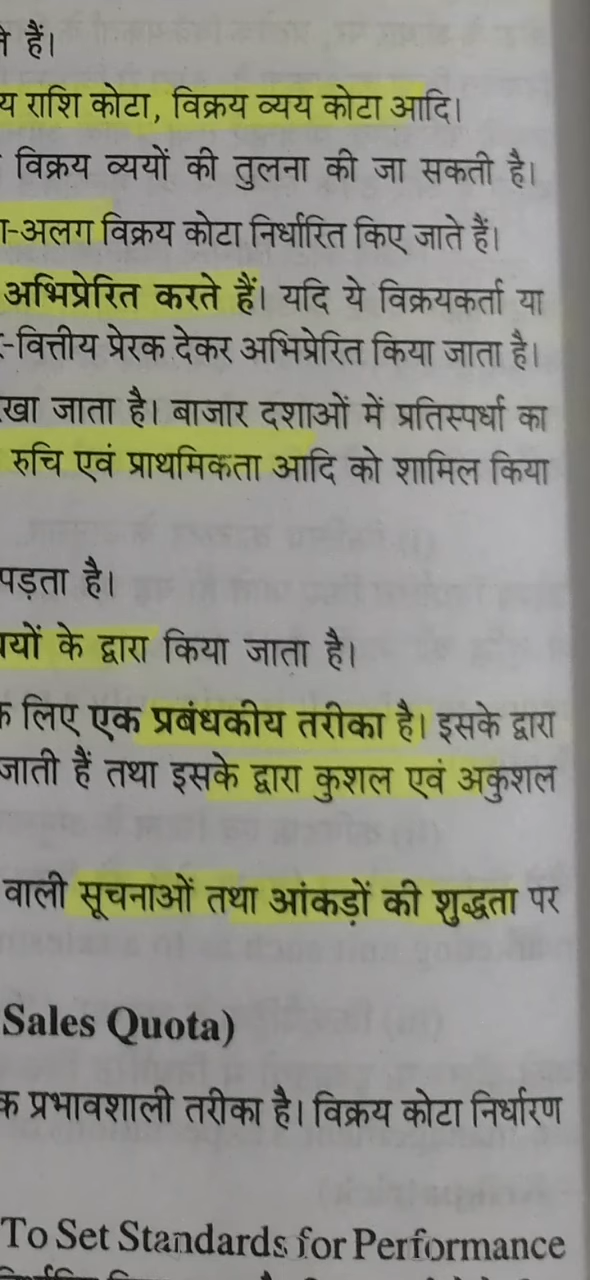 हैं।
राशि कोटा, विक्रय व्यय कोटा आदि।
विक्रय व्ययों की तुलना की जा सकती है।
-अलग विक्रय कोटा निर्धारित किए जाते हैं।
अभिप्रेरित करते हैं। यदि ये विक्रयकर्ता या
-वित्तीय प्रेरक देकर अभिप्रेरित किया जाता है।
जाता है। बाजार दशाओं में प्रतिस्पर्धा का
रुचि एवं प्राथमिकता आदि को शामिल किया
पड़ता है।
के द्वारा किया जाता है।
लिए एक प्रबंधकीय तरीका है। इसके द्वारा
जाती हैं तथा इसके द्वारा कुशल एवं अकुशल
वाली सूचनाओं तथा आंकड़ों की शुद्धता पर
Sales Quota)
प्रभावशाली तरीका है। विक्रय कोटा निर्धारण
To Set Standards for Performance